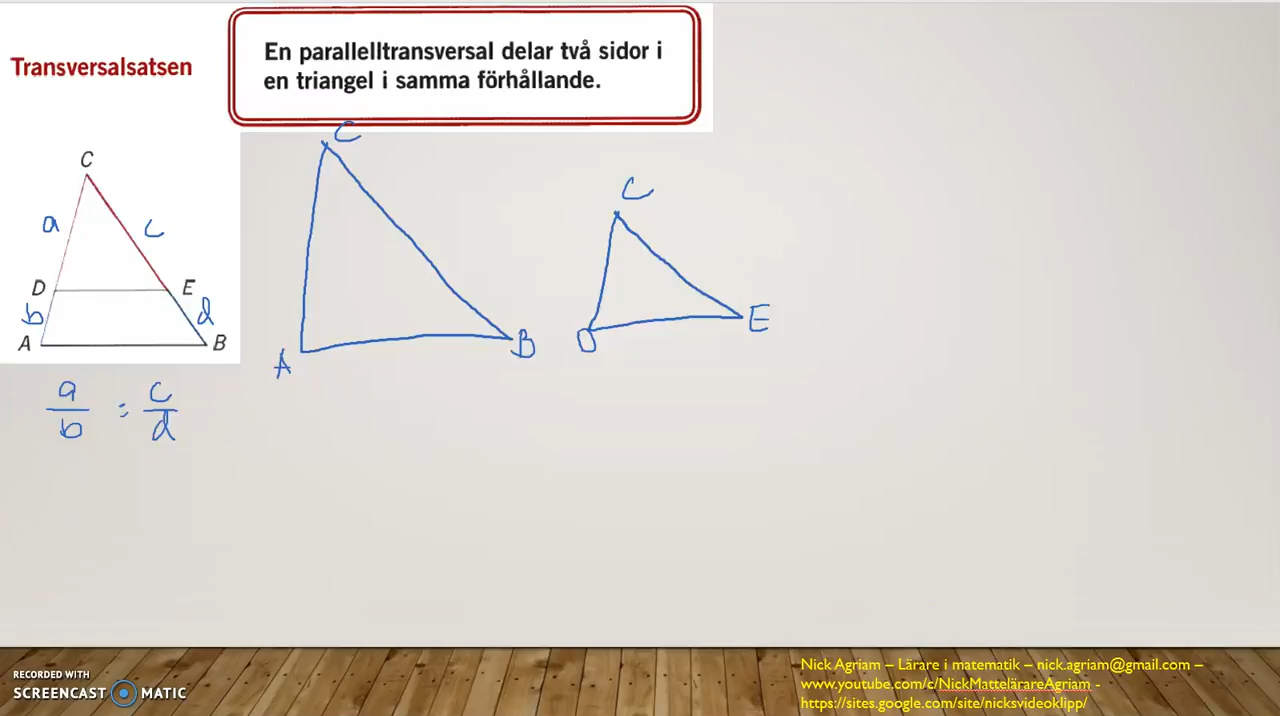 Transversalsatsen
En parallelltransversal delar två sidor i
en triangel i samma förhållande.
C
a
c
D
E
b
d
A
B
C
A
B
C
D
E
a/b = c/d
RECORDED WITH
SCREENCAST MATIC
Nick Agriam – Lärare i matematik – nick.agriam@gmail.com –
www.youtube.com/c/NickMattelärareAgriam -
https://sites.google.com/site/nicksvideoklipp/